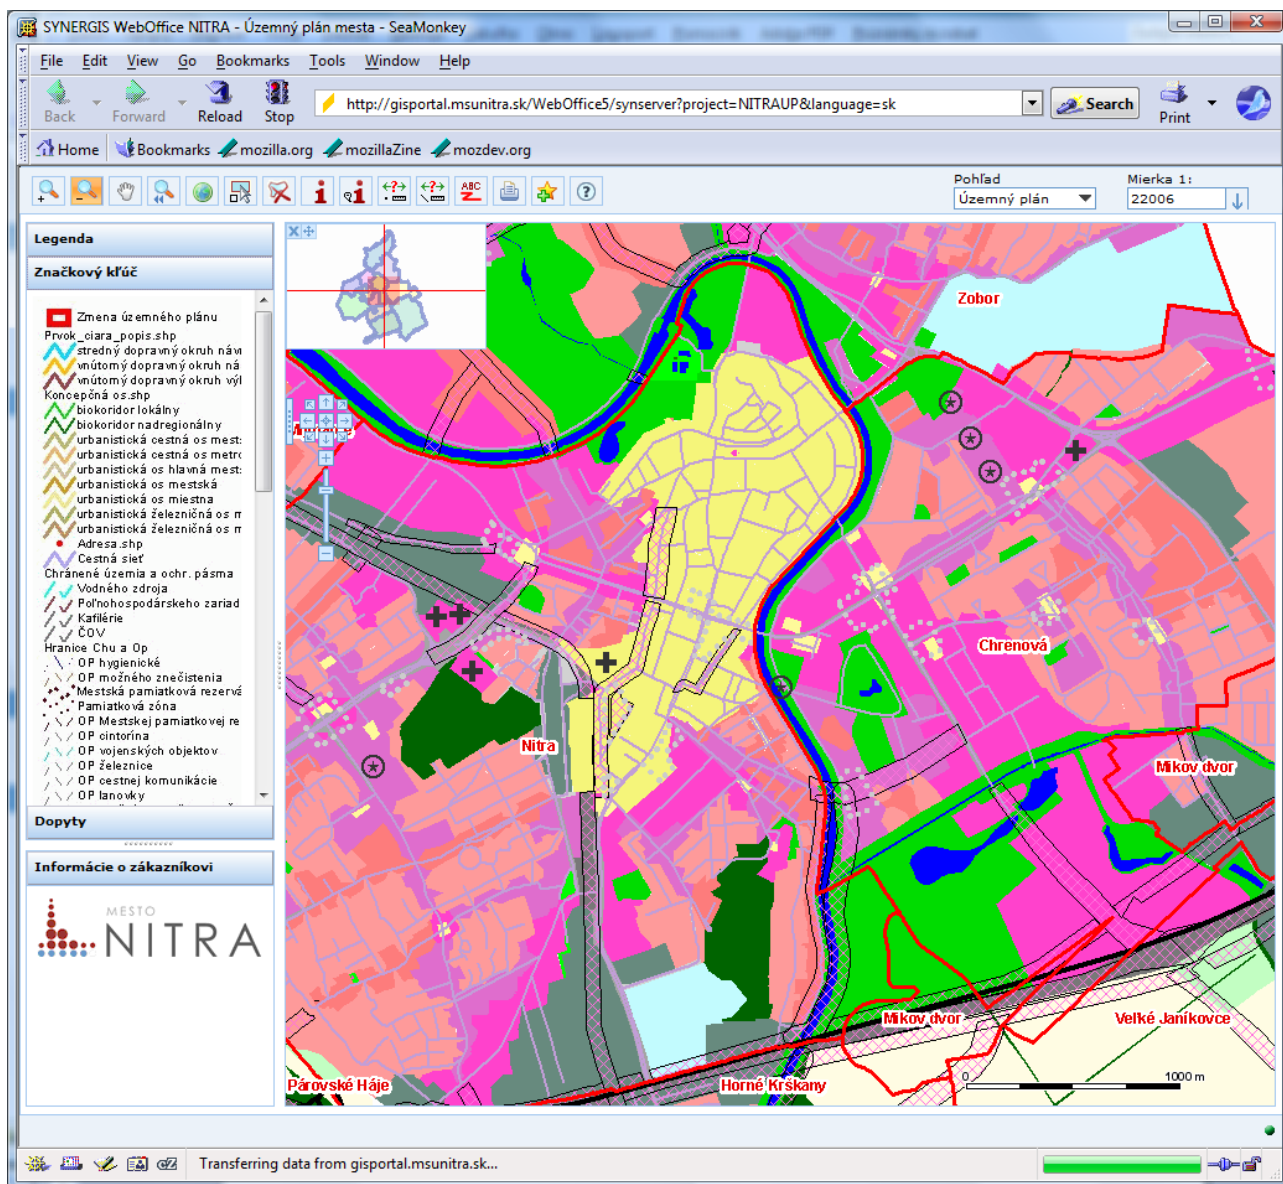 SYNERGIS WebOffice NITRA - Územný plán mesta - SeaMonkey
File Edit View Go Bookmarks Tools Window Help
Back Forward Reload Stop http://gisportal.msunitra.sk/WebOffice5/synserver?project=NITRAUP&language=sk Search Print
Home Bookmarks mozilla.org mozillaZine mozdev.org
Pohľad Mierka 1:
Územný plán 22006
Legenda
Značkový kľúč
Zmena územného plánu
Prvok_ciara_popis.shp
stredný dopravný okruh náv
vnútorný dopravný okruh ná
vnútorný dopravný okruh výl
Koncepčná os.shp
biokoridor lokálny
biokoridor nadregionálny
urbanistická cestná os mest
urbanistická cestná os metro
urbanistická os hlavná mest
urbanistická os mestská
urbanistická os miestna
urbanistická železničná os m
urbanistická železničná os m
Adresa.shp
Cestná sieť
Chránené územia a ochr. pásma
Vodného zdroja
Poľnohospodárskeho zariad
Kafilérie
ČOV
Hranice Chu a Op
OP hygienické
OP možného znečistenia
Mestská pamiatková rezervá
Pamiatková zóna
OP Mestskej pamiatkovej re
OP cintorína
OP vojenských objektov
OP železnice
OP cestnej komunikácie
OP lanovky
Dopyty
Informácie o zákazníkovi
MESTO
NITRA
Zobor
Chrenová
Nitra
Mikov dvor
Mikov dvor
Veľké Janíkovce
Párovské Háje
Horné Krškany
0 1000 m
Transferring data from gisportal.msunitra.sk...